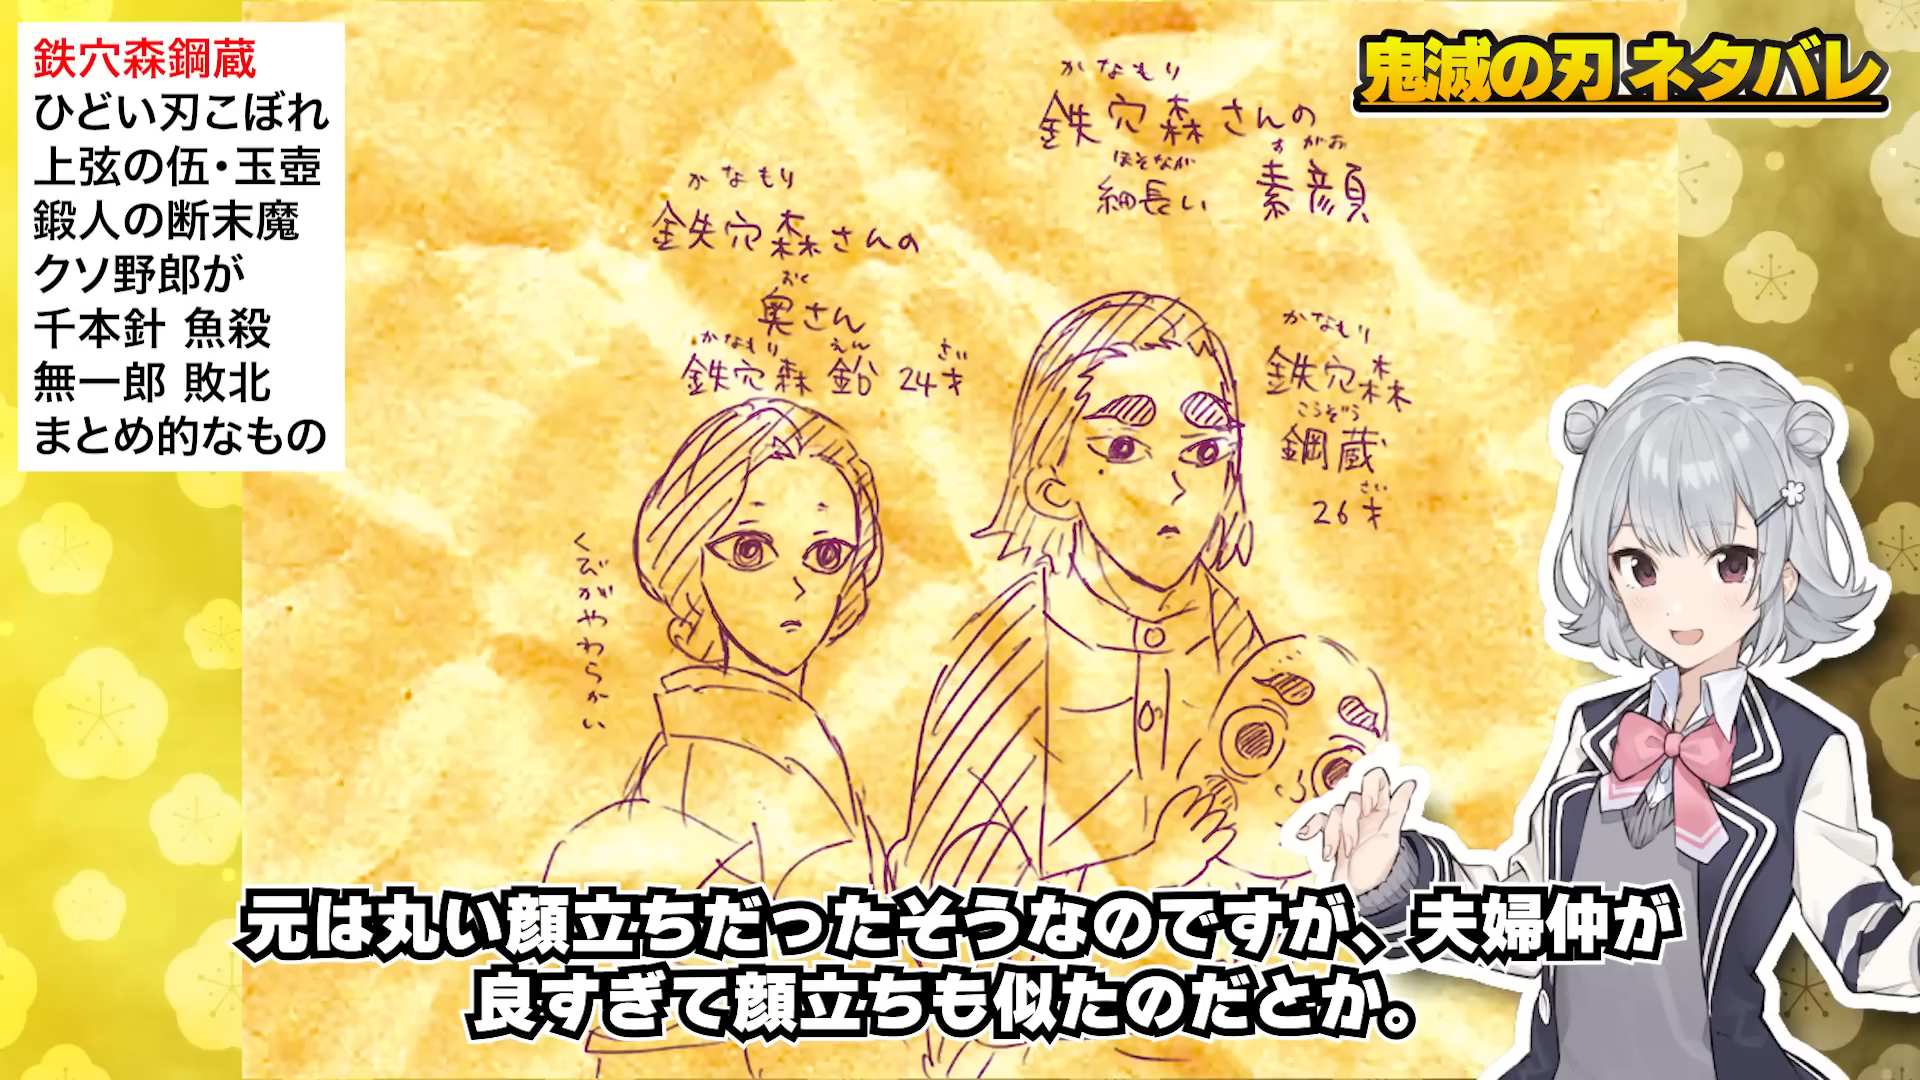 鉄穴森鋼蔵
ひどい刃こぼれ
上弦の伍・玉壺
鍛人の断末魔
クソ野郎が
千本針 魚殺
無一郎 敗北
まとめ的なもの
鬼滅の刃 ネタバレ
かなもり
鉄穴森さんの
ほそなが すがお
細長い 素顔
かなもり
鉄穴森さんの
おく
奥さん
かなもり えん さい
鉄穴森 鉛 24才
かなもり
鉄穴森
こうぞう
鋼蔵
さい
26才
くびがやわらかい
元は丸い顔立ちだったそうなのですが、夫婦仲が
良すぎて顔立ちも似たのだとか。